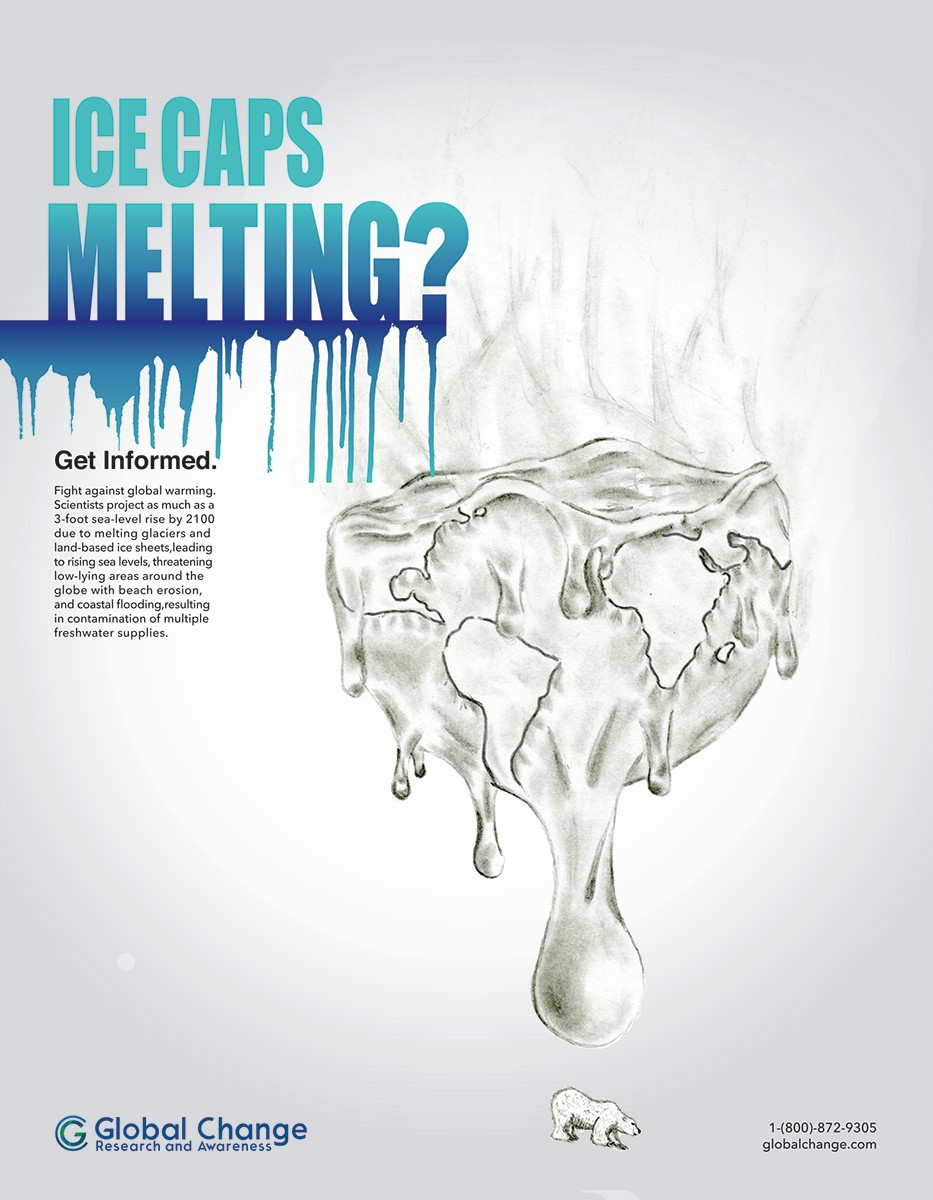 ICE CAPS
MELTING?
Get Informed.
Fight against global warming.
Scientists project as much as a
3-foot sea-level rise by 2100
due to melting glaciers and
land-based ice sheets,leading
to rising sea levels, threatening
low-lying areas around the
globe with beach erosion,
and coastal flooding,resulting
in contamination of multiple
freshwater supplies.
Global Change
Research and Awareness
1-(800)-872-9305
globalchange.com